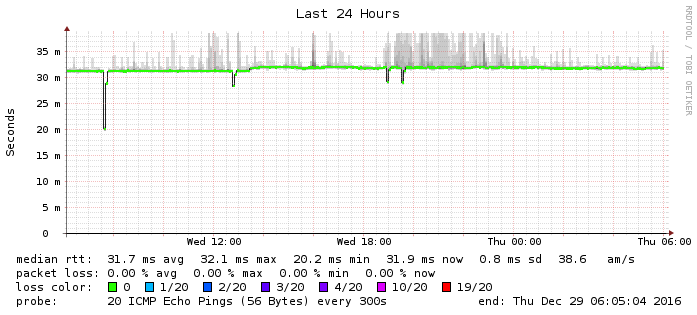 Last 24 Hours
RRDTOOL / TOBI OETIKER
Seconds
35 m
30 m
25 m
20 m
15 m
10 m
5 m
0
Wed 12:00 Wed 18:00 Thu 00:00 Thu 06:00
median rtt: 31.7 ms avg 32.1 ms max 20.2 ms min 31.9 ms now 0.8 ms sd 38.6 am/s
packet loss: 0.00 % avg 0.00 % max 0.00 % min 0.00 % now
loss color: 0 1/20 2/20 3/20 4/20 10/20 19/20
probe: 20 ICMP Echo Pings (56 Bytes) every 300s end: Thu Dec 29 06:05:04 2016